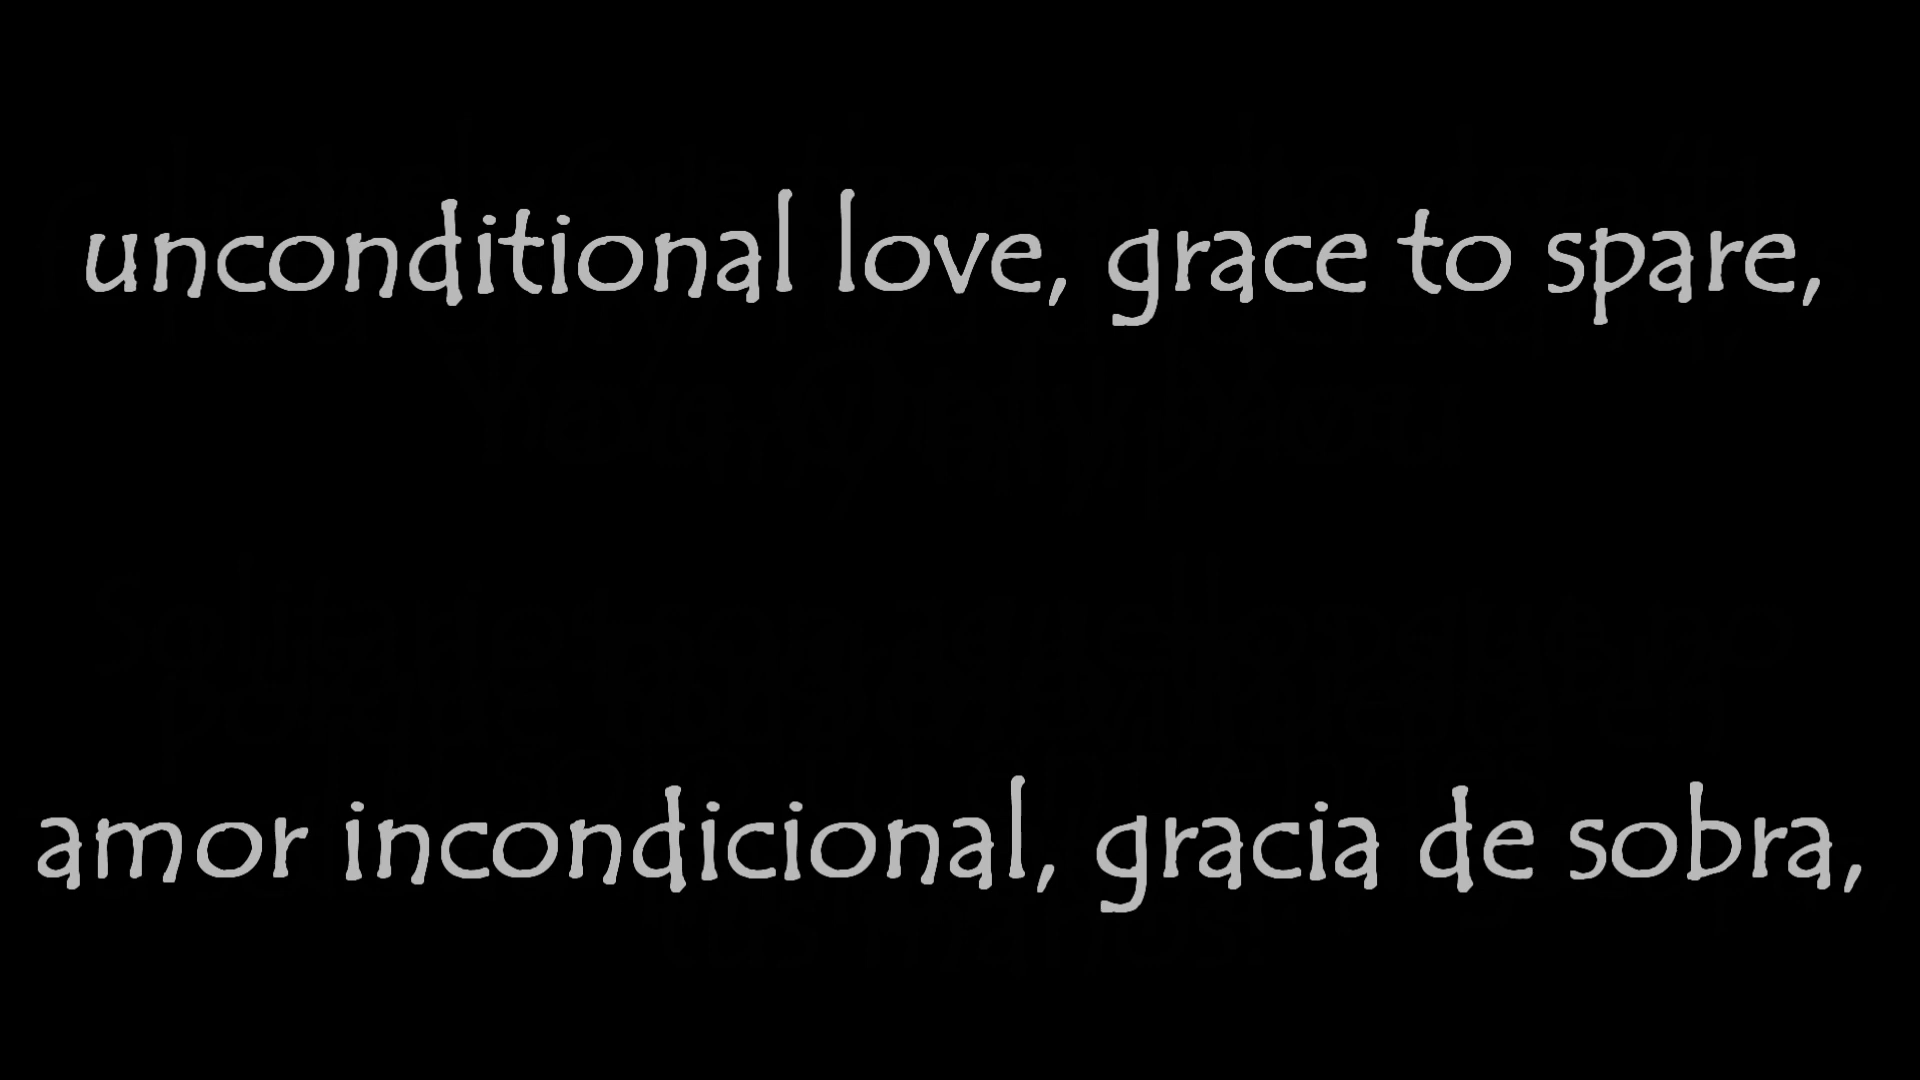 unconditional love, grace to spare,
amor incondicional, gracia de sobra,